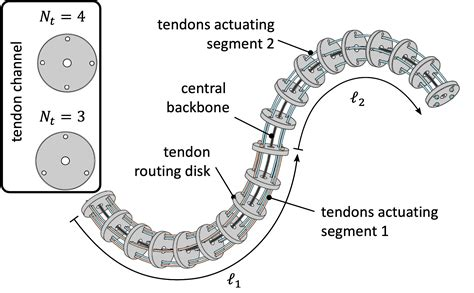 tendon channel
N_t = 4
N_t = 3
tendons actuating
segment 2
central
backbone
tendon
routing disk
ℓ_2
tendons actuating
segment 1
ℓ_1